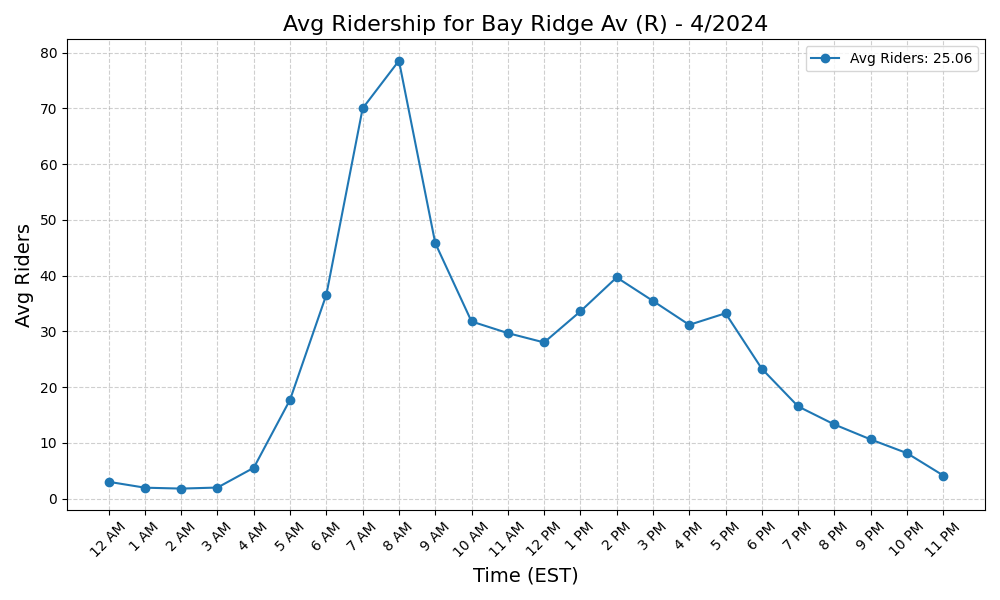 Avg Ridership for Bay Ridge Av (R) - 4/2024
Avg Riders: 25.06
Avg Riders
80
70
60
50
40
30
20
10
0
12 AM
1 AM
2 AM
3 AM
4 AM
5 AM
6 AM
7 AM
8 AM
9 AM
10 AM
11 AM
12 PM
1 PM
2 PM
3 PM
4 PM
5 PM
6 PM
7 PM
8 PM
9 PM
10 PM
11 PM
Time (EST)